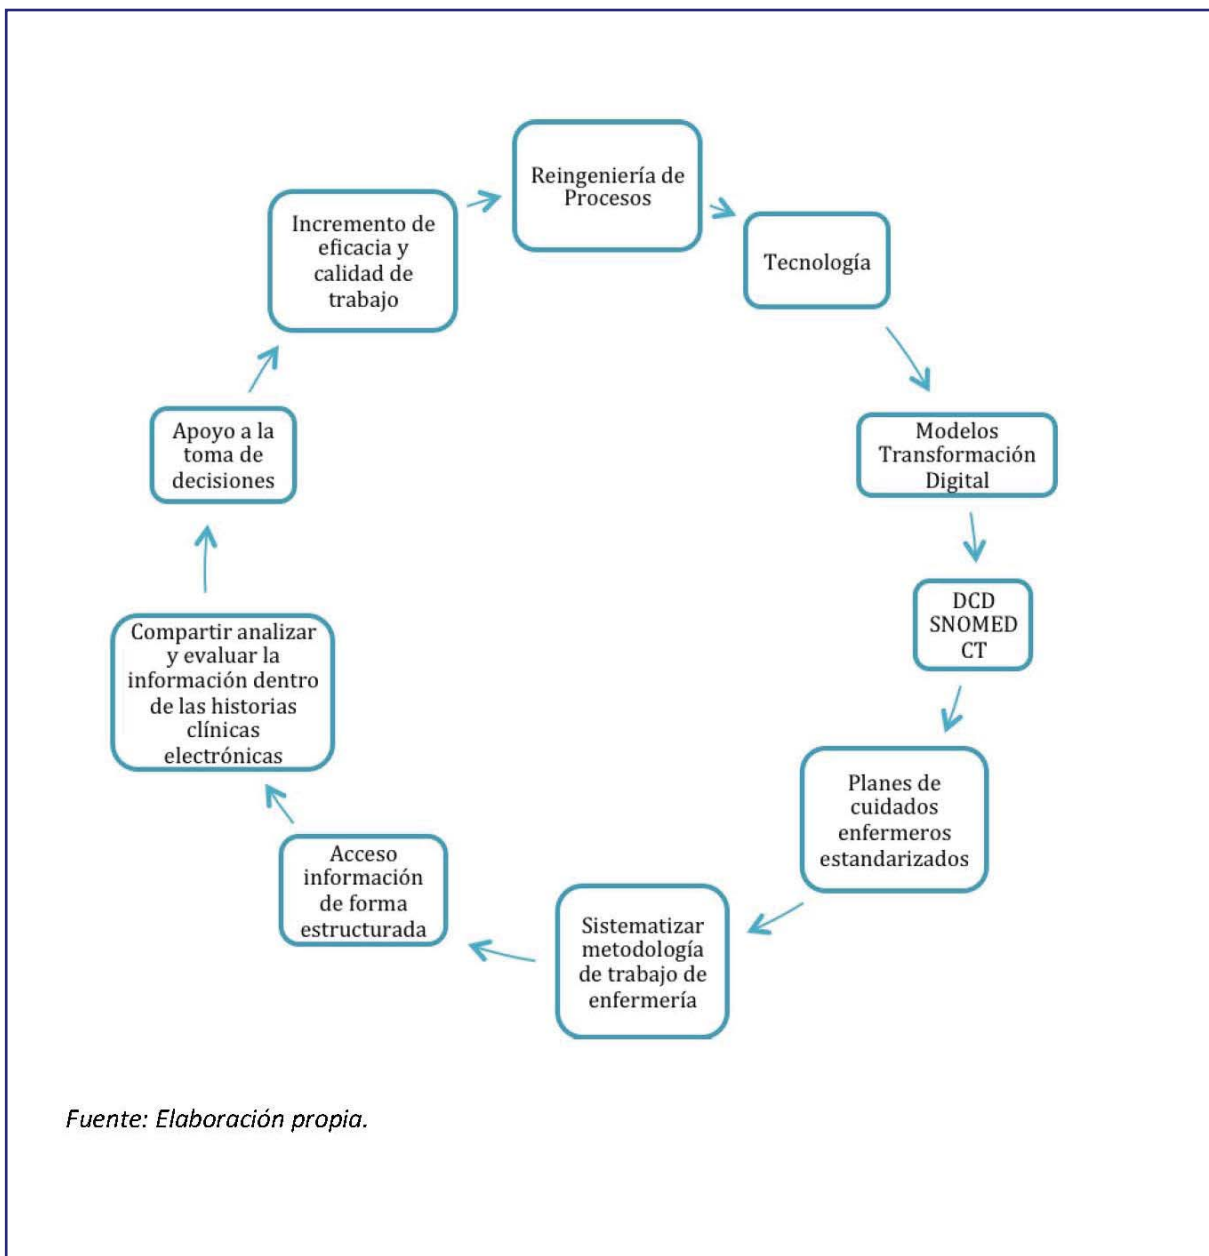 Reingeniería de
Procesos
Tecnología
Modelos
Transformación
Digital
DCD
SNOMED
CT
Planes de
cuidados
enfermeros
estandarizados
Sistematizar
metodología
de trabajo de
enfermería
Acceso
información
de forma
estructurada
Compartir analizar
y evaluar la
información dentro
de las historias
clínicas
electrónicas
Apoyo a la
toma de
decisiones
Incremento de
eficacia y
calidad de
trabajo
Fuente: Elaboración propia.